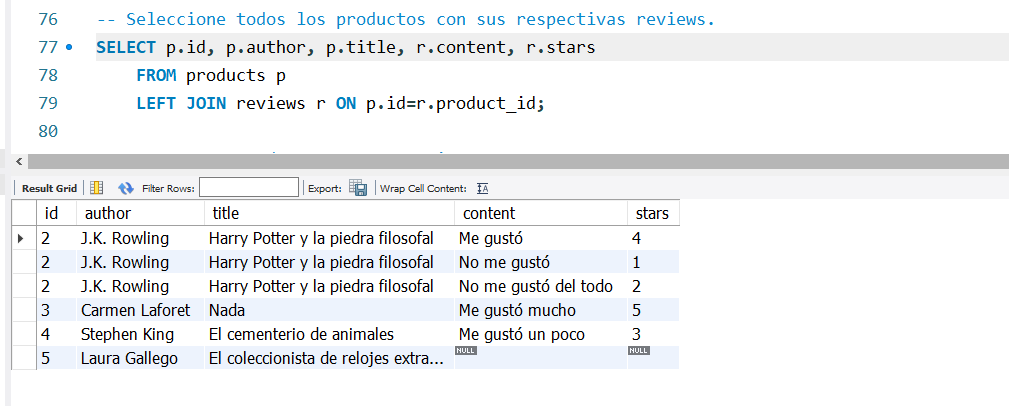 76 -- Seleccione todos los productos con sus respectivas reviews.
77 SELECT p.id, p.author, p.title, r.content, r.stars
78 FROM products p
79 LEFT JOIN reviews r ON p.id=r.product_id;
80
Result Grid Filter Rows: Export: Wrap Cell Content:
id author title content stars
2 J.K. Rowling Harry Potter y la piedra filosofal Me gustó 4
2 J.K. Rowling Harry Potter y la piedra filosofal No me gustó 1
2 J.K. Rowling Harry Potter y la piedra filosofal No me gustó del todo 2
3 Carmen Laforet Nada Me gustó mucho 5
4 Stephen King El cementerio de animales Me gustó un poco 3
5 Laura Gallego El coleccionista de relojes extra... NULL NULL